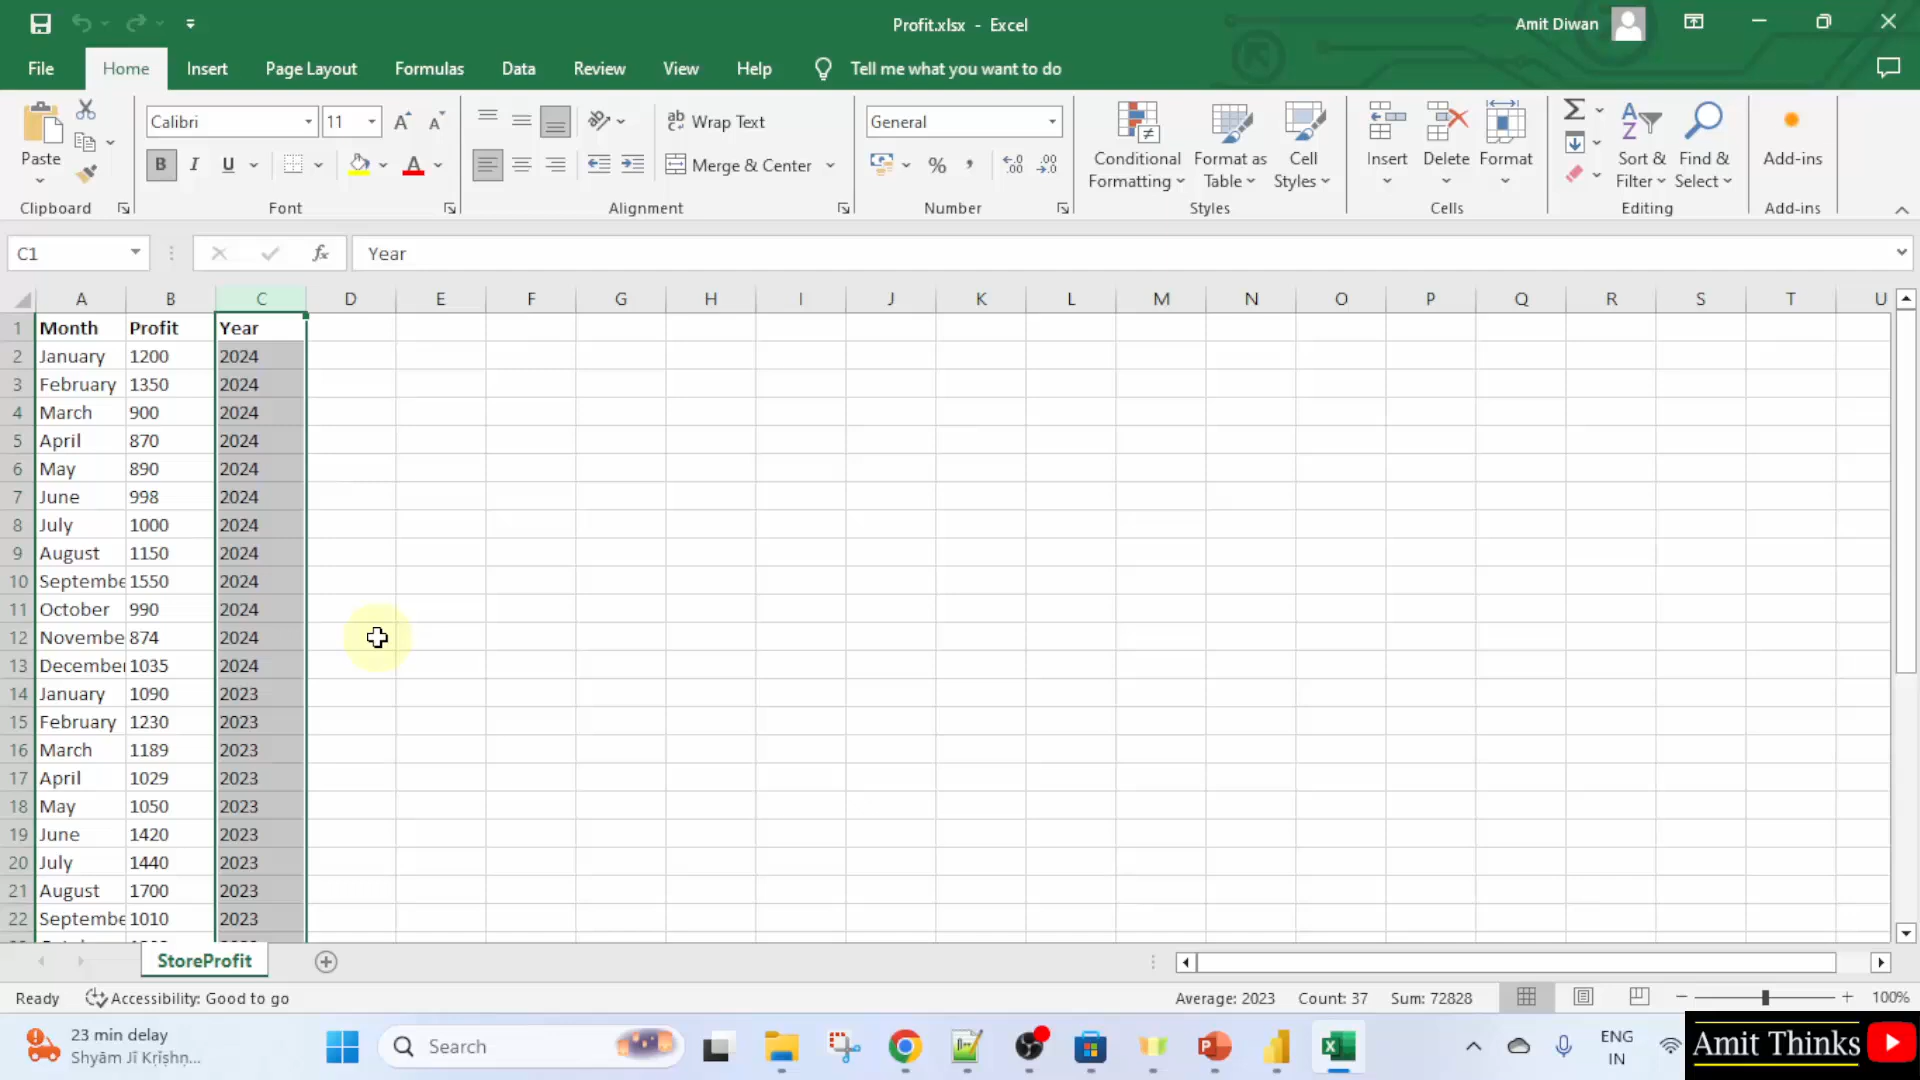 Profit.xlsx - Excel
Amit Diwan
File Home Insert Page Layout Formulas Data Review View Help Tell me what you want to do
Calibri 11 Wrap Text General
Paste Conditional Formatting Format as Table Cell Styles Insert Delete Format Sort & Filter Find & Select Add-ins
B I U Merge & Center
Clipboard Font Alignment Number Styles Cells Editing Add-ins
C1 fx Year
A B C D E F G H I J K L M N O P Q R S T U
1 Month Profit Year
2 January 1200 2024
3 February 1350 2024
4 March 900 2024
5 April 870 2024
6 May 890 2024
7 June 998 2024
8 July 1000 2024
9 August 1150 2024
10 Septembe 1550 2024
11 October 990 2024
12 Novembe 874 2024
13 December 1035 2024
14 January 1090 2023
15 February 1230 2023
16 March 1189 2023
17 April 1029 2023
18 May 1050 2023
19 June 1420 2023
20 July 1440 2023
21 August 1700 2023
22 Septembe 1010 2023
StoreProfit
Ready Accessibility: Good to go Average: 2023 Count: 37 Sum: 72828 100%
23 min delay
Shyām Jī Kṛṣhṇ...
Search
ENG
IN
Amit Thinks